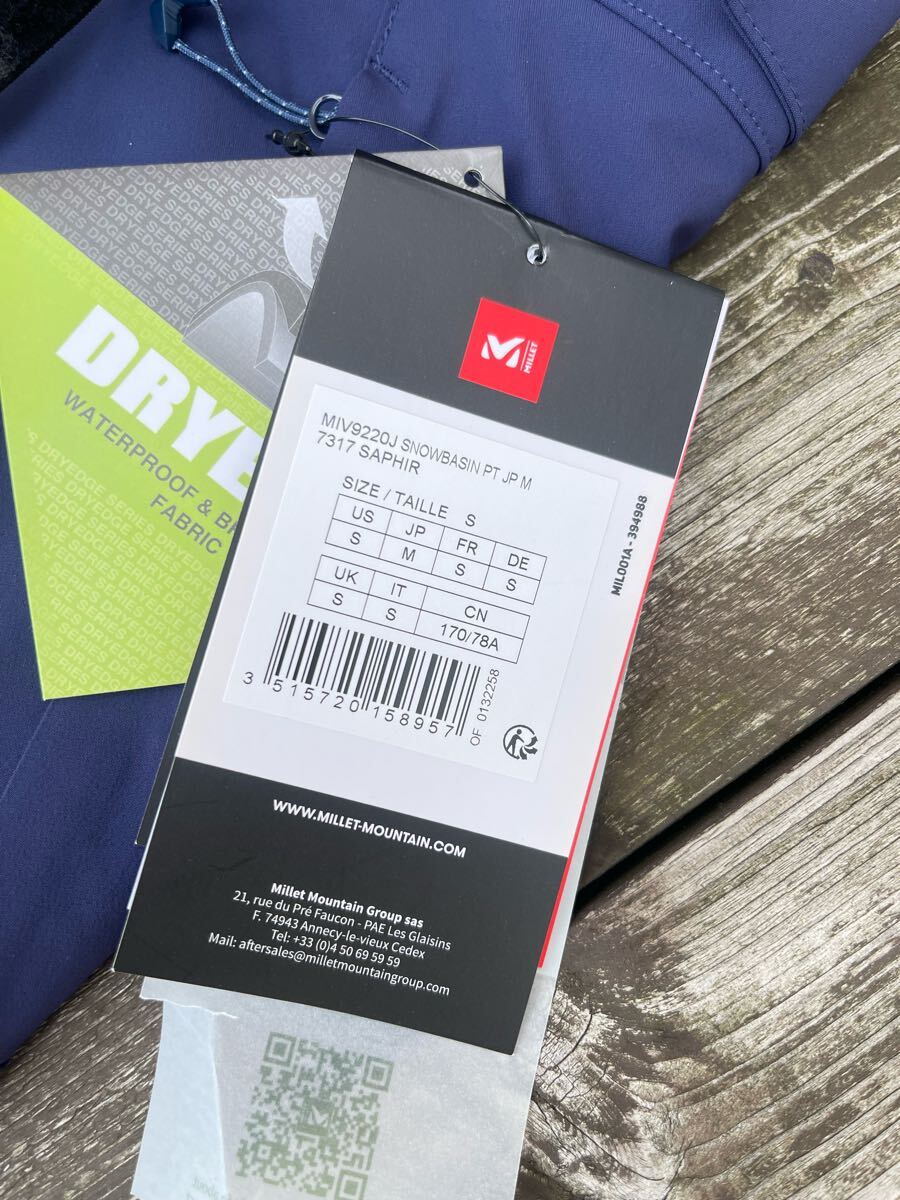 DRYE
WATERPROOF & B
FABRIC
MILLET
MIV9220J SNOWBASIN PT JP M
7317 SAPHIR
SIZE / TAILLE S
US JP FR DE
S M S S
UK IT CN
S S 170/78A
3 515720 158957
OF 0132258
MIL001A - 394988
WWW.MILLET-MOUNTAIN.COM
Millet Mountain Group sas
21, rue du Pré Faucon - PAE Les Glaisins
F. 74943 Annecy-le-vieux Cedex
Tel: +33 (0)4 50 69 59 59
Mail: aftersales@milletmountaingroup.com